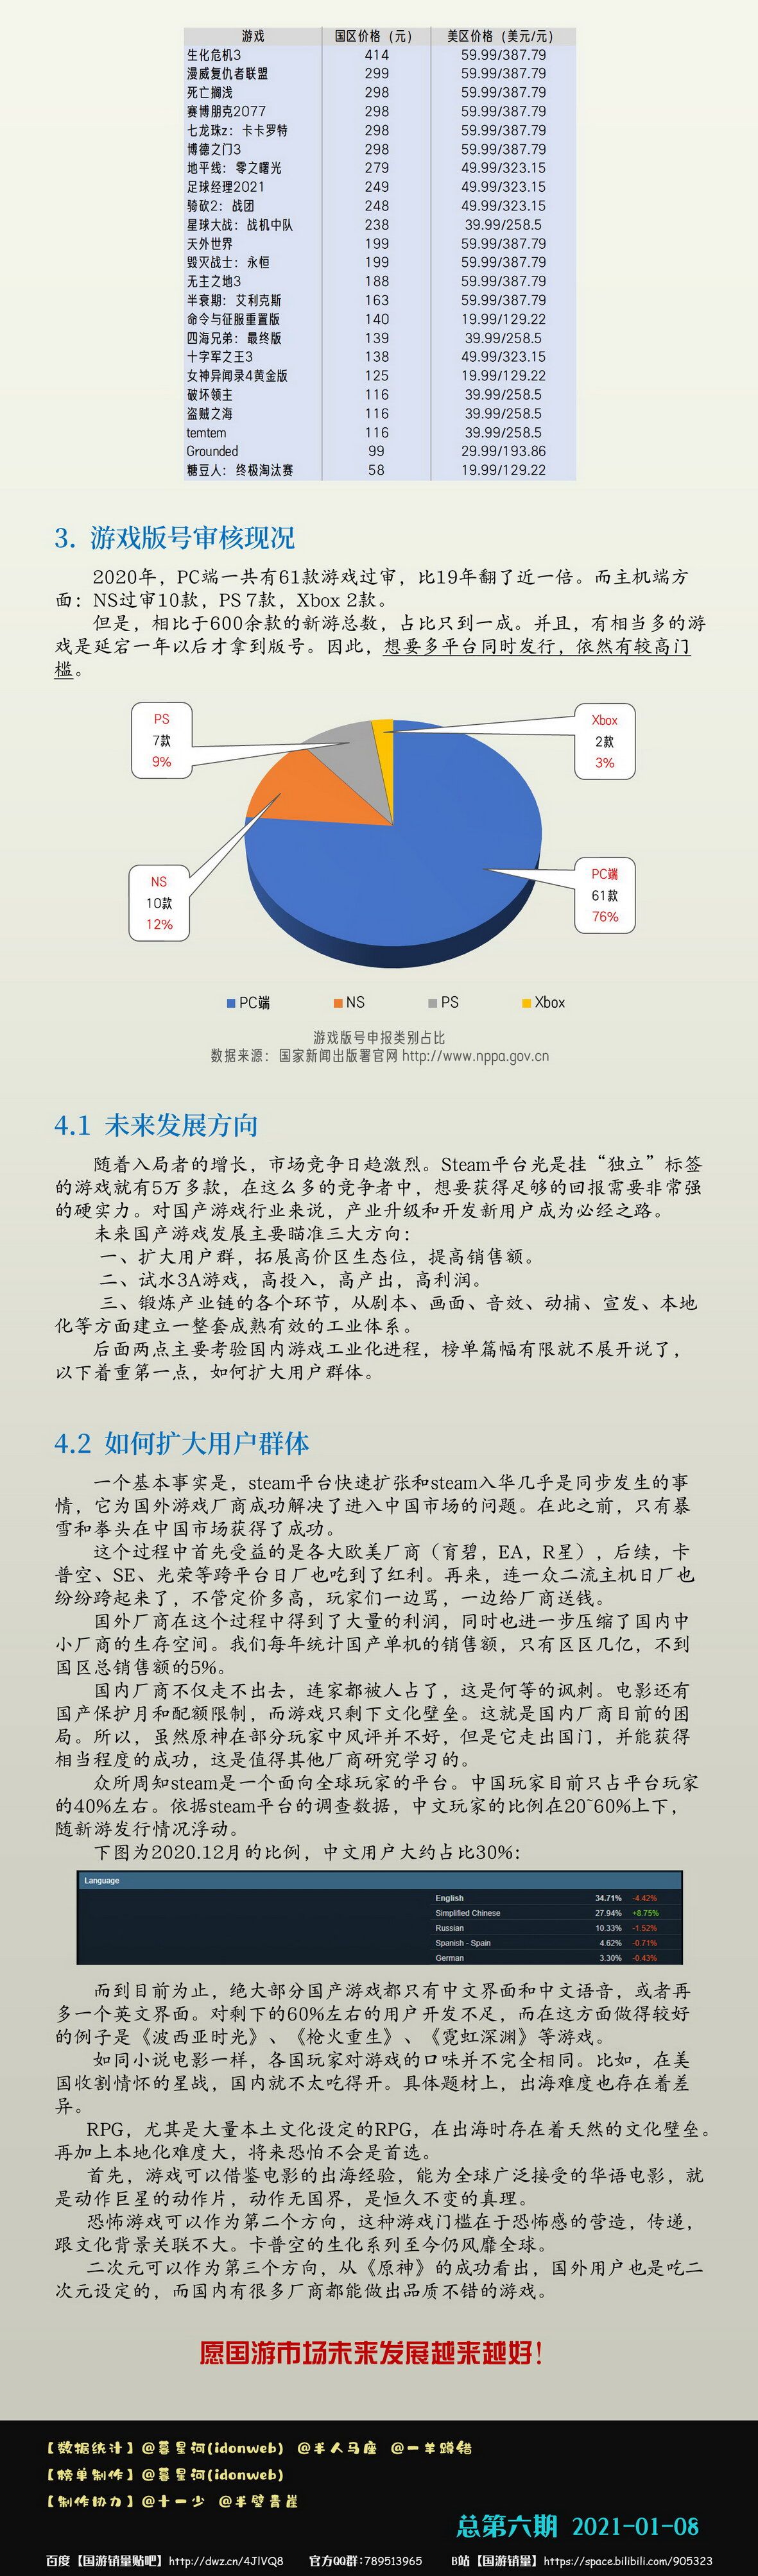 游戏 国区价格（元） 美区价格（美元/元）
生化危机3 414 59.99/387.79
漫威复仇者联盟 299 59.99/387.79
死亡搁浅 298 59.99/387.79
赛博朋克2077 298 59.99/387.79
七龙珠z：卡卡罗特 298 59.99/387.79
博德之门3 298 59.99/387.79
地平线：零之曙光 279 49.99/323.15
足球经理2021 249 49.99/323.15
骑砍2：战团 248 49.99/323.15
星球大战：战机中队 238 39.99/258.5
天外世界 199 59.99/387.79
毁灭战士：永恒 199 59.99/387.79
无主之地3 188 59.99/387.79
半衰期：艾利克斯 163 59.99/387.79
命令与征服重置版 140 19.99/129.22
四海兄弟：最终版 139 39.99/258.5
十字军之王3 138 49.99/323.15
女神异闻录4黄金版 125 19.99/129.22
破坏领主 116 39.99/258.5
盗贼之海 116 39.99/258.5
temtem 116 39.99/258.5
Grounded 99 29.99/193.86
糖豆人：终极淘汰赛 58 19.99/129.22
3. 游戏版号审核现况
2020年，PC端一共有61款游戏过审，比19年翻了近一倍。而主机端方
面：NS过审10款，PS 7款，Xbox 2款。
但是，相比于600余款的新游总数，占比只到一成。并且，有相当多的游
戏是延宕一年以后才拿到版号。因此，想要多平台同时发行，依然有较高门
槛。
PS
7款
9%
Xbox
2款
3%
NS
10款
12%
PC端
61款
76%
PC端 NS PS Xbox
游戏版号申报类别占比
数据来源：国家新闻出版署官网 http://www.nppa.gov.cn
4.1 未来发展方向
随着入局者的增长，市场竞争日趋激烈。Steam平台光是挂“独立”标签
的游戏就有5万多款，在这么多的竞争者中，想要获得足够的回报需要非常强
的硬实力。对国产游戏行业来说，产业升级和开发新用户成为必经之路。
未来国产游戏发展主要瞄准三大方向：
一、扩大用户群，拓展高价区生态位，提高销售额。
二、试水3A游戏，高投入，高产出，高利润。
三、锻炼产业链的各个环节，从剧本、画面、音效、动捕、宣发、本地
化等方面建立一整套成熟有效的工业体系。
后面两点主要考验国内游戏工业化进程，榜单篇幅有限就不展开说了，
以下着重第一点，如何扩大用户群体。
4.2 如何扩大用户群体
一个基本事实是，steam平台快速扩张和steam入华几乎是同步发生的事
情，它为国外游戏厂商成功解决了进入中国市场的问题。在此之前，只有暴
雪和拳头在中国市场获得了成功。
这个过程中首先受益的是各大欧美厂商（育碧，EA，R星），后续，卡
普空、SE、光荣等跨平台日厂也吃到了红利。再来，连一众二流主机日厂也
纷纷跨起来了，不管定价多高，玩家们一边骂，一边给厂商送钱。
国外厂商在这个过程中得到了大量的利润，同时也进一步压缩了国内中
小厂商的生存空间。我们每年统计国产单机的销售额，只有区区几亿，不到
国区总销售额的5%。
国内厂商不仅走不出去，连家都被人占了，这是何等的讽刺。电影还有
国产保护月和配额限制，而游戏只剩下文化壁垒。这就是国内厂商目前的困
局。所以，虽然原神在部分玩家中风评并不好，但是它走出国门，并能获得
相当程度的成功，这是值得其他厂商研究学习的。
众所周知steam是一个面向全球玩家的平台。中国玩家目前只占平台玩家
的40%左右。依据steam平台的调查数据，中文玩家的比例在20~60%上下，
随新游发行情况浮动。
下图为2020.12月的比例，中文用户大约占比30%：
Language
English 34.71% -4.42%
Simplified Chinese 27.94% +8.75%
Russian 10.33% -1.52%
Spanish - Spain 4.62% -0.71%
German 3.30% -0.43%
而到目前为止，绝大部分国产游戏都只有中文界面和中文语音，或者再
多一个英文界面。对剩下的60%左右的用户开发不足，而在这方面做得较好
的例子是《波西亚时光》、《枪火重生》、《霓虹深渊》等游戏。
如同小说电影一样，各国玩家对游戏的口味并不完全相同。比如，在美
国收割情怀的星战，国内就不太吃得开。具体题材上，出海难度也存在着差
异。
RPG，尤其是大量本土文化设定的RPG，在出海时存在着天然的文化壁垒。
再加上本地化难度大，将来恐怕不会是首选。
首先，游戏可以借鉴电影的出海经验，能为全球广泛接受的华语电影，就
是动作巨星的动作片，动作无国界，是恒久不变的真理。
恐怖游戏可以作为第二个方向，这种游戏门槛在于恐怖感的营造，传递，
跟文化背景关联不大。卡普空的生化系列至今仍风靡全球。
二次元可以作为第三个方向，从《原神》的成功看出，国外用户也是吃二
次元设定的，而国内有很多厂商都能做出品质不错的游戏。
愿国游市场未来发展越来越好！
【数据统计】@暮星河(idonweb) @半人马座 @一羊蹲错
【榜单制作】@暮星河(idonweb)
【制作协力】@十一少 @半壁青崖
总第六期 2021-01-08
百度【国游销量贴吧】http://dwz.cn/4JlVQ8 官方QQ群:789513965 B站【国游销量】https://space.bilibili.com/905323